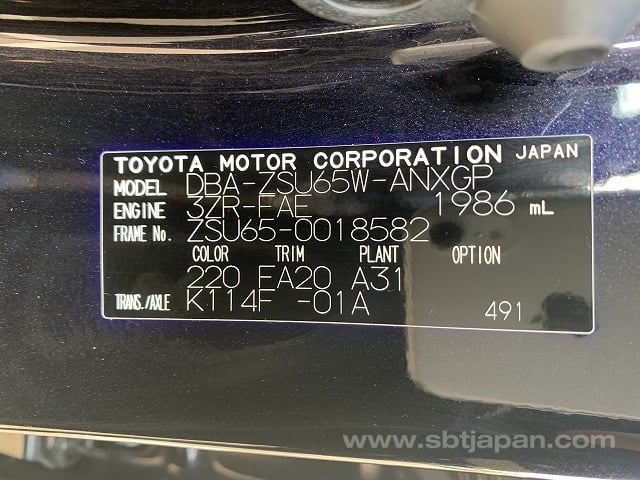 TOYOTA MOTOR CORPORATION JAPAN
MODEL DBA-ZSU65W-ANXGP
ENGINE 3ZR-FAE 1986 mL
FRAME No. ZSU65-0018582
COLOR TRIM PLANT OPTION
220 EA20 A31
TRANS./AXLE K114F -01A 491
www.sbtjapan.com